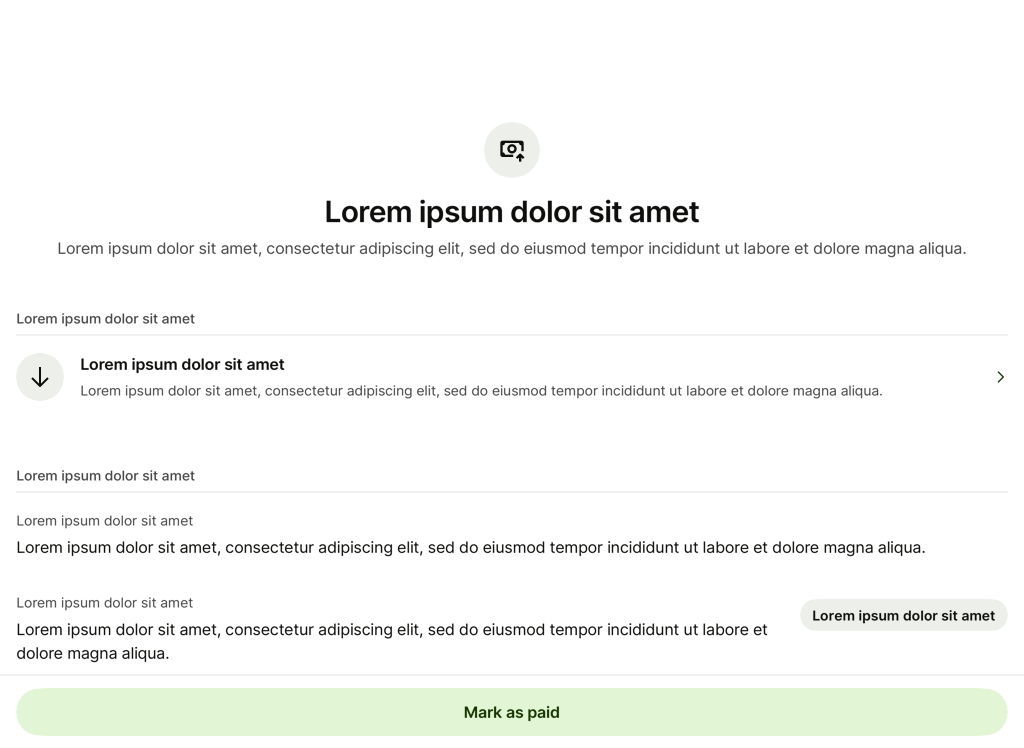 Lorem ipsum dolor sit amet
Lorem ipsum dolor sit amet, consectetur adipiscing elit, sed do eiusmod tempor incididunt ut labore et dolore magna aliqua.
Lorem ipsum dolor sit amet
Lorem ipsum dolor sit amet
Lorem ipsum dolor sit amet, consectetur adipiscing elit, sed do eiusmod tempor incididunt ut labore et dolore magna aliqua.
Lorem ipsum dolor sit amet
Lorem ipsum dolor sit amet
Lorem ipsum dolor sit amet, consectetur adipiscing elit, sed do eiusmod tempor incididunt ut labore et dolore magna aliqua.
Lorem ipsum dolor sit amet
Lorem ipsum dolor sit amet, consectetur adipiscing elit, sed do eiusmod tempor incididunt ut labore et
dolore magna aliqua.
Lorem ipsum dolor sit amet
Mark as paid